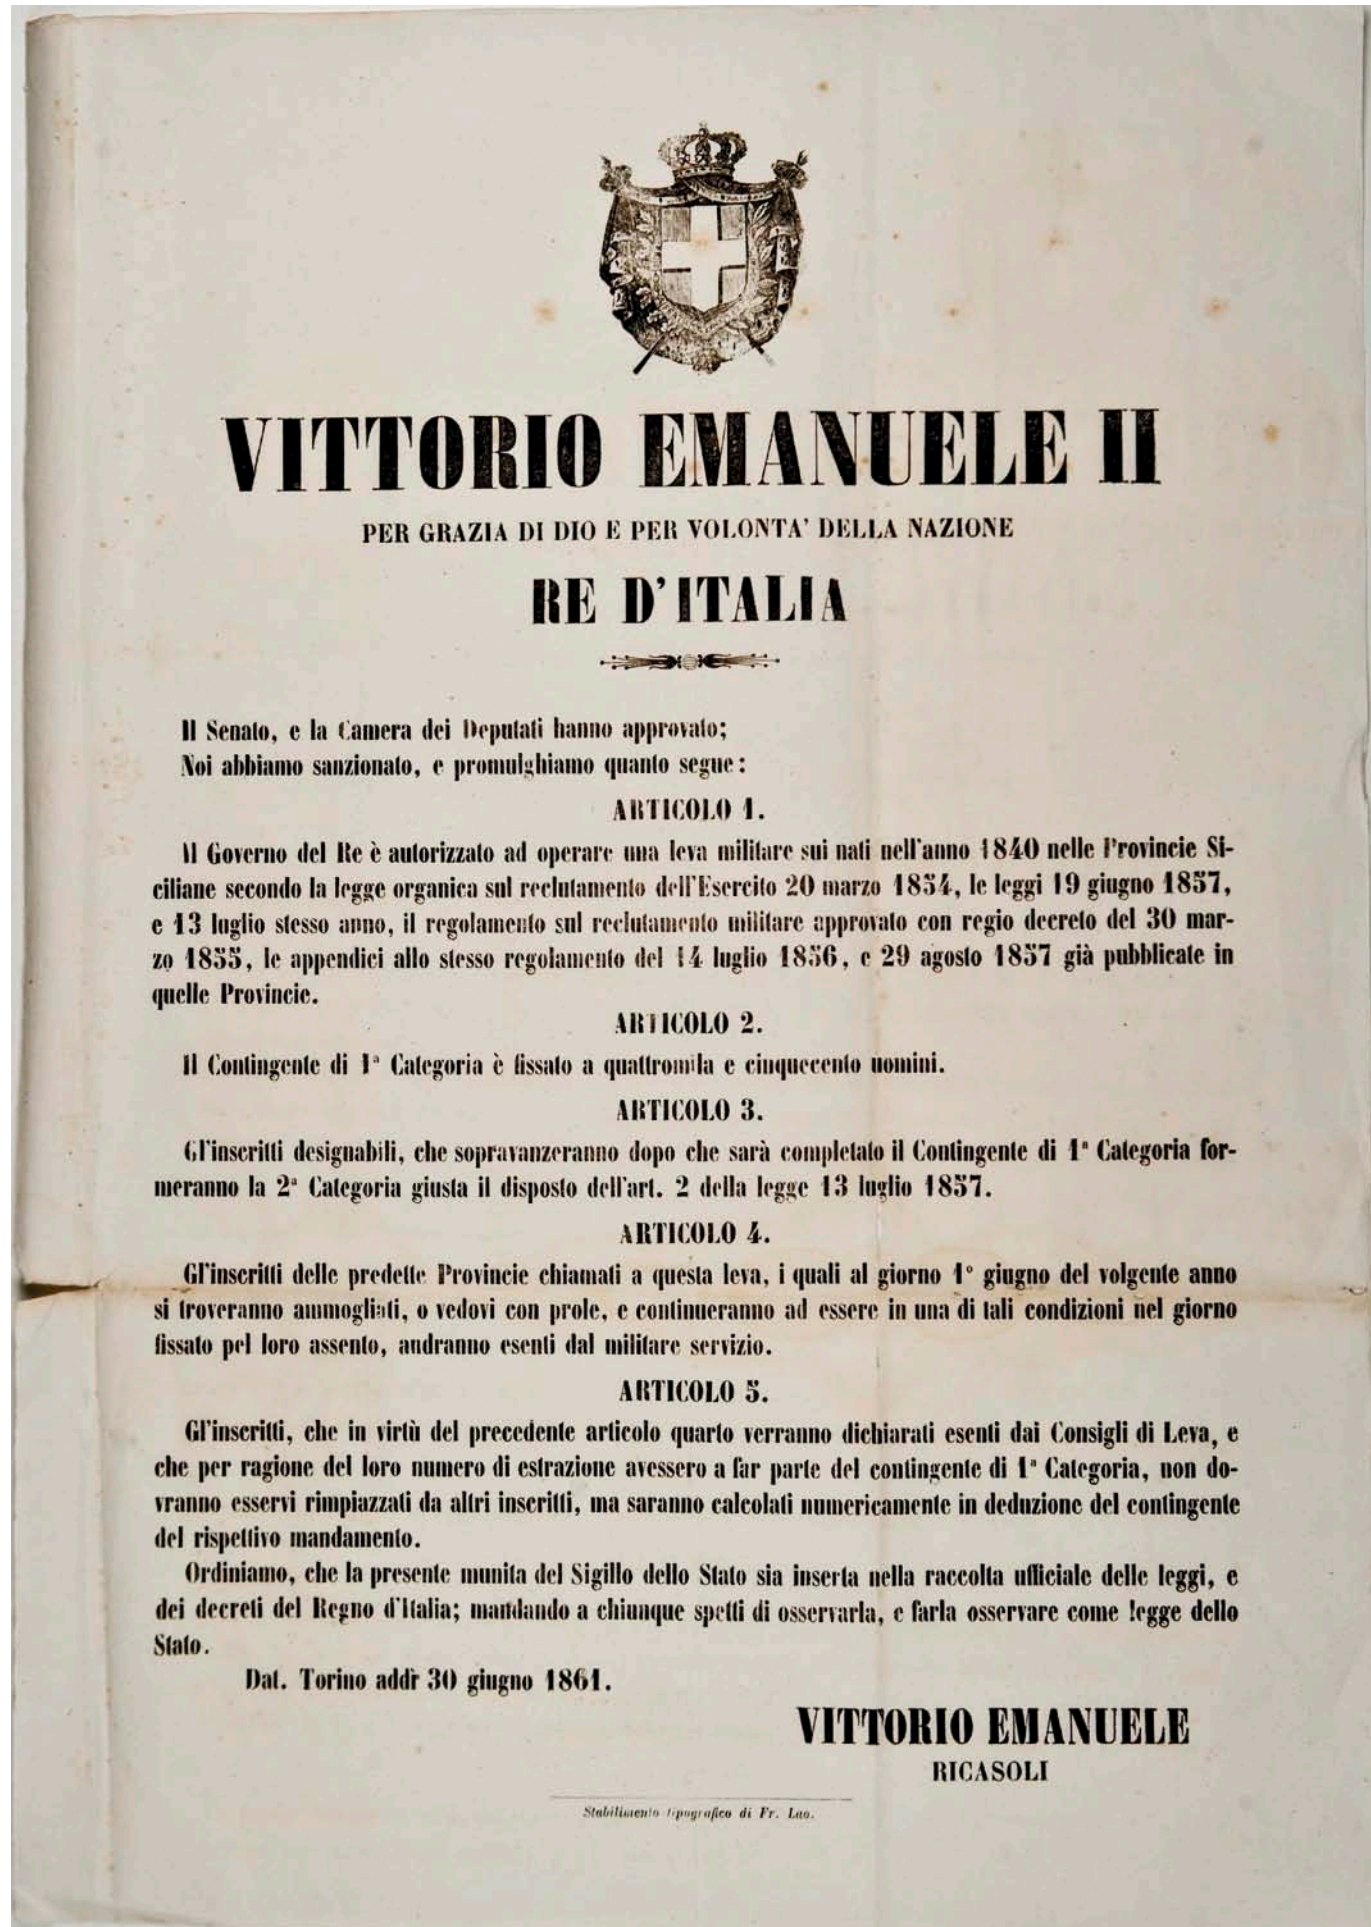 VITTORIO EMANUELE II
PER GRAZIA DI DIO E PER VOLONTA' DELLA NAZIONE
RE D'ITALIA
Il Senato, e la Camera dei Deputati hanno approvato;
Noi abbiamo sanzionato, e promulghiamo quanto segue:
ARTICOLO 1.
Il Governo del Re è autorizzato ad operare una leva militare sui nati nell'anno 1840 nelle Provincie Si-
ciliane secondo la legge organica sul reclutamento dell'Esercito 20 marzo 1854, le leggi 19 giugno 1857,
e 13 luglio stesso anno, il regolamento sul reclutamento militare approvato con regio decreto del 30 mar-
zo 1855, le appendici allo stesso regolamento del 14 luglio 1856, e 29 agosto 1857 già pubblicate in
quelle Provincie.
ARTICOLO 2.
Il Contingente di 1ª Categoria è fissato a quattromila e cinquecento uomini.
ARTICOLO 3.
Gl'inscritti designabili, che sopravanzeranno dopo che sarà completato il Contingente di 1ª Categoria for-
meranno la 2ª Categoria giusta il disposto dell'art. 2 della legge 13 luglio 1857.
ARTICOLO 4.
Gl'inscritti delle predette Provincie chiamati a questa leva, i quali al giorno 1° giugno del volgente anno
si troveranno ammogliati, o vedovi con prole, e continueranno ad essere in una di tali condizioni nel giorno
fissato pel loro assento, andranno esenti dal militare servizio.
ARTICOLO 5.
Gl'inscritti, che in virtù del precedente articolo quarto verranno dichiarati esenti dai Consigli di Leva, e
che per ragione del loro numero di estrazione avessero a far parte del contingente di 1ª Categoria, non do-
vranno esservi rimpiazzati da altri inscritti, ma saranno calcolati numericamente in deduzione del contingente
del rispettivo mandamento.
Ordiniamo, che la presente munita del Sigillo dello Stato sia inserta nella raccolta ufficiale delle leggi, e
dei decreti del Regno d'Italia; mandando a chiunque spetti di osservarla, e farla osservare come legge dello
Stato.
Dat. Torino addì 30 giugno 1861.
VITTORIO EMANUELE
RICASOLI
Stabilimento tipografico di Fr. Lao.